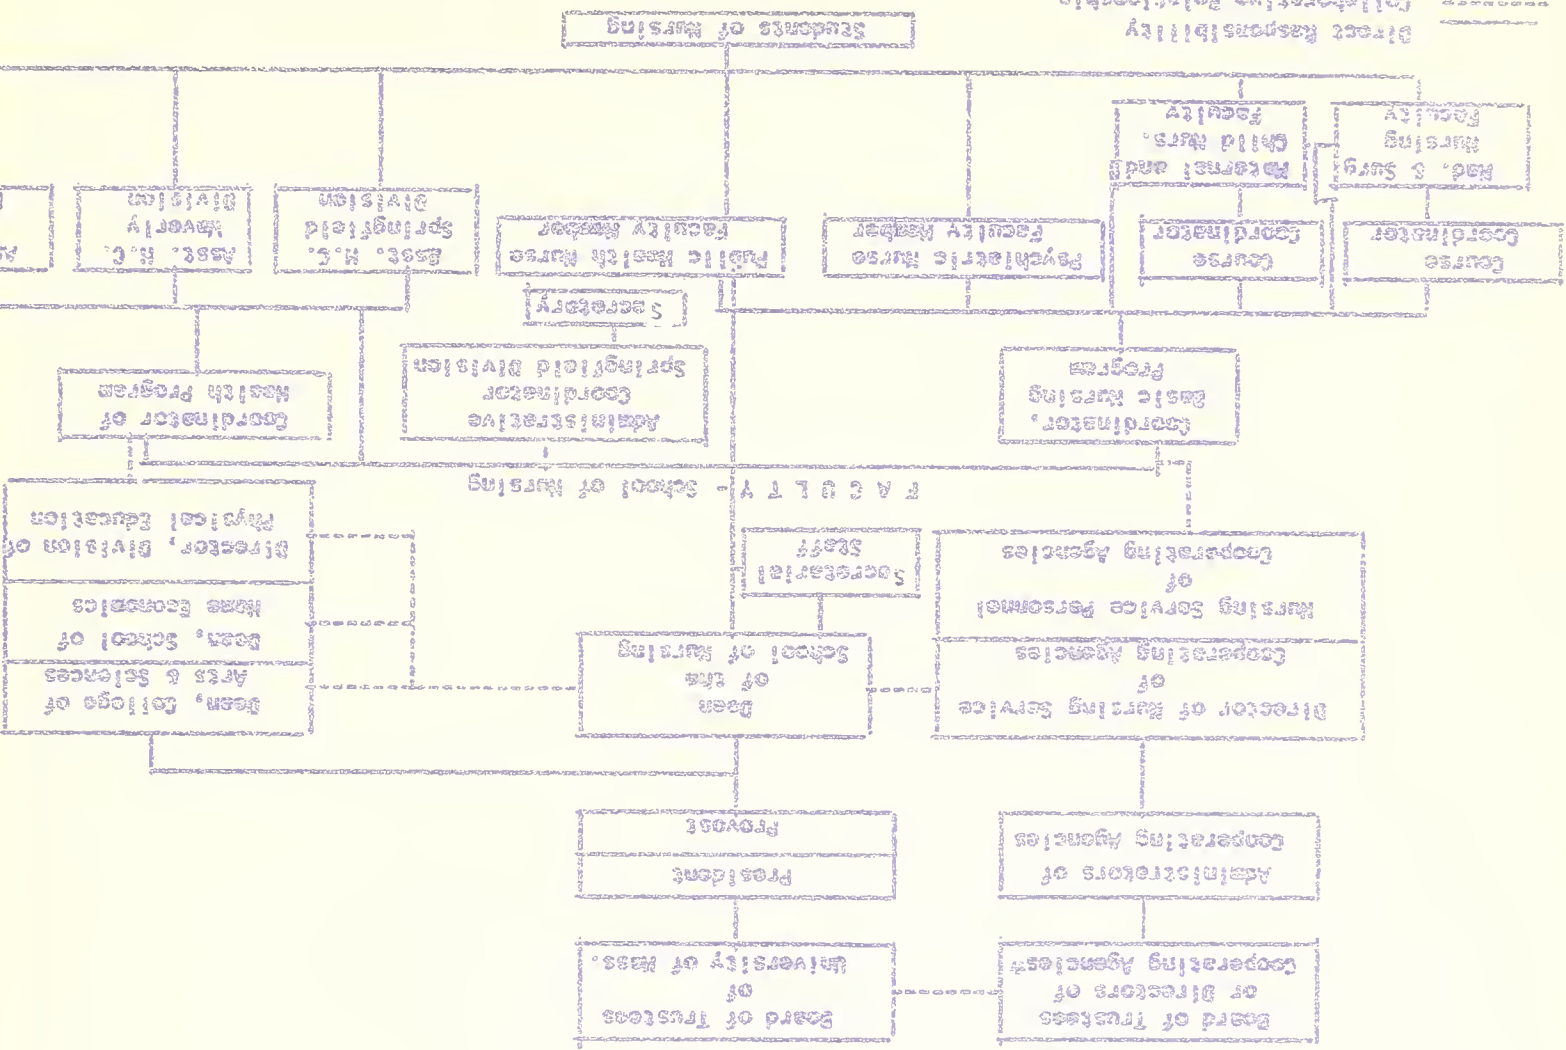 Board of Trustees
or Directors of
Cooperating Agencies*
Board of Trustees
of
University of Mass.
Administrators of
Cooperating Agencies
President
Provost
Director of Nursing Service
of
Cooperating Agencies
Nursing Service Personnel
of
Cooperating Agencies
Dean
of the
School of Nursing
Dean, College of
Arts & Sciences
Dean, School of
Home Economics
Director, Division of
Physical Education
Secretarial
Staff
F A C U L T Y - School of Nursing
Coordinator,
Basic Nursing
Program
Administrative
Coordinator
Springfield Division
Secretary
Coordinator of
Health Program
Course
Coordinator
Course
Coordinator
Psychiatric Nurse
Faculty Member
Public Health Nurse
Faculty Member
Asst. H.C.
Springfield
Division
Asst. H.C.
Waverly
Division
Med. & Surg
Nursing
Faculty
Maternal and
Child Nurs.
Faculty
Students of Nursing
Direct Responsibility
Collaborative Relationship